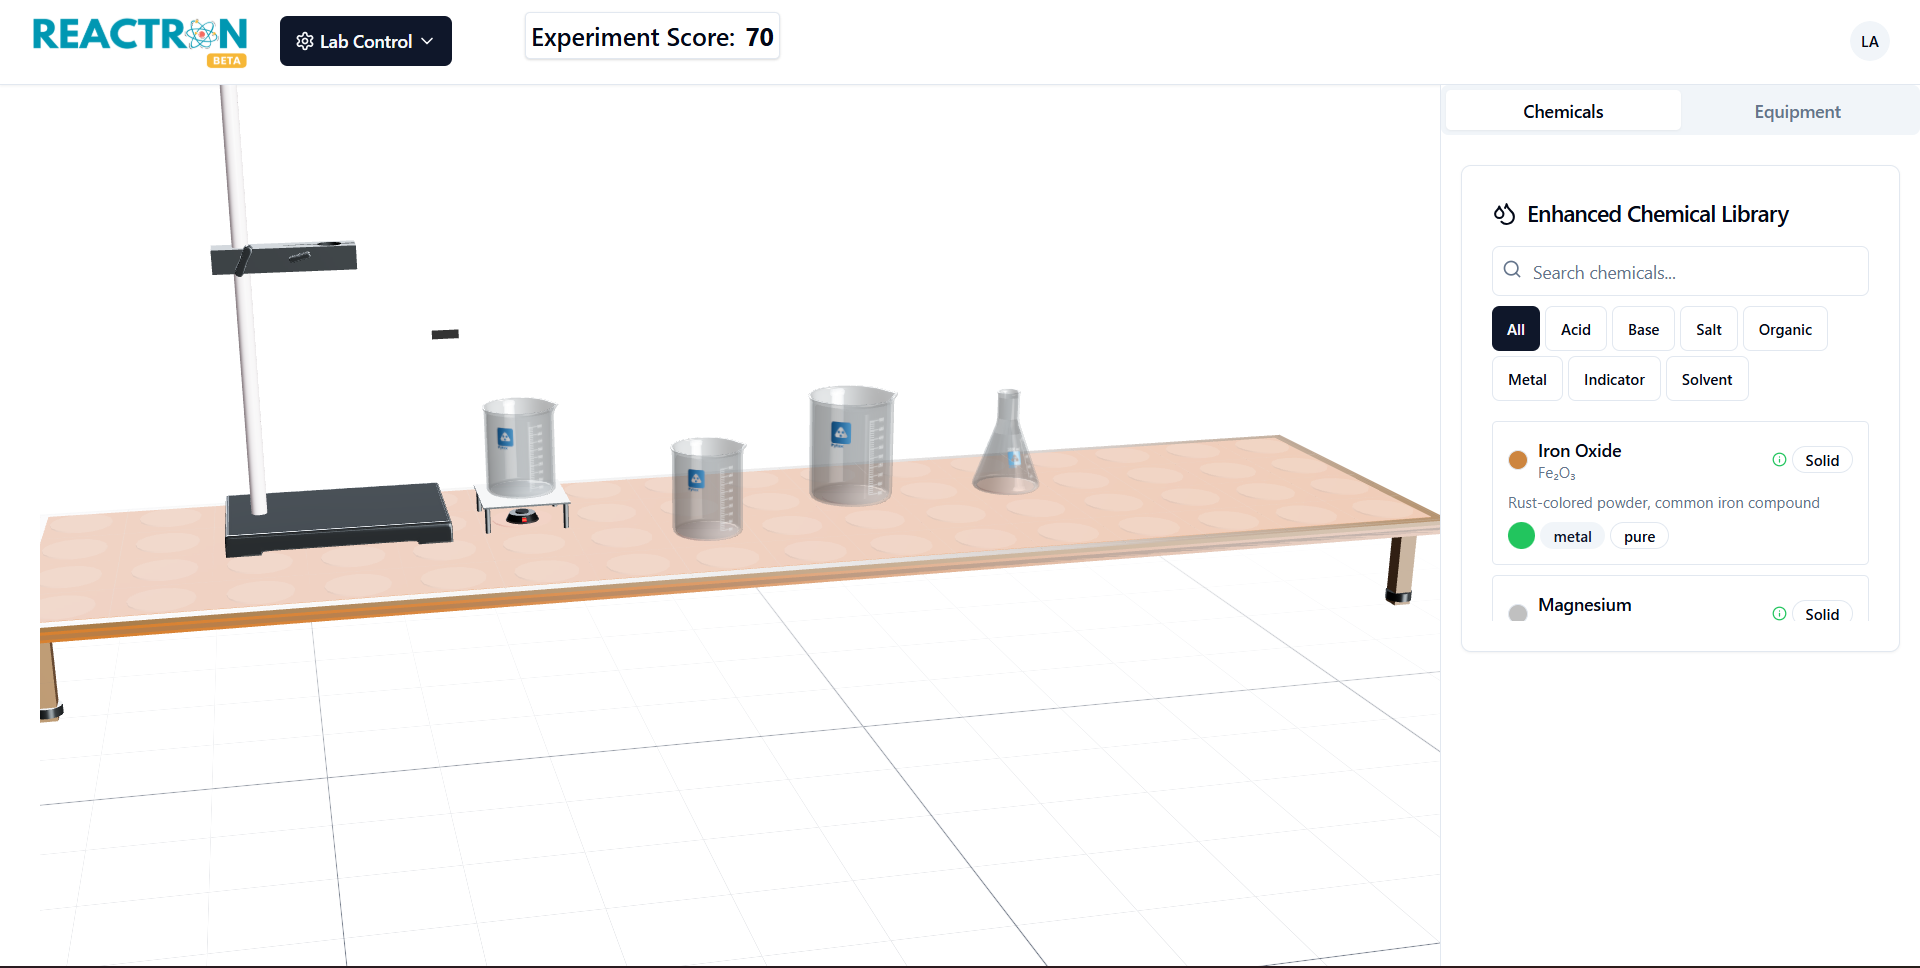 REACTRON
BETA
Lab Control
Experiment Score: 70
LA
Chemicals
Equipment
Enhanced Chemical Library
Search chemicals...
All
Acid
Base
Salt
Organic
Metal
Indicator
Solvent
Iron Oxide
Fe₂O₃
Solid
Rust-colored powder, common iron compound
metal
pure
Magnesium
Solid